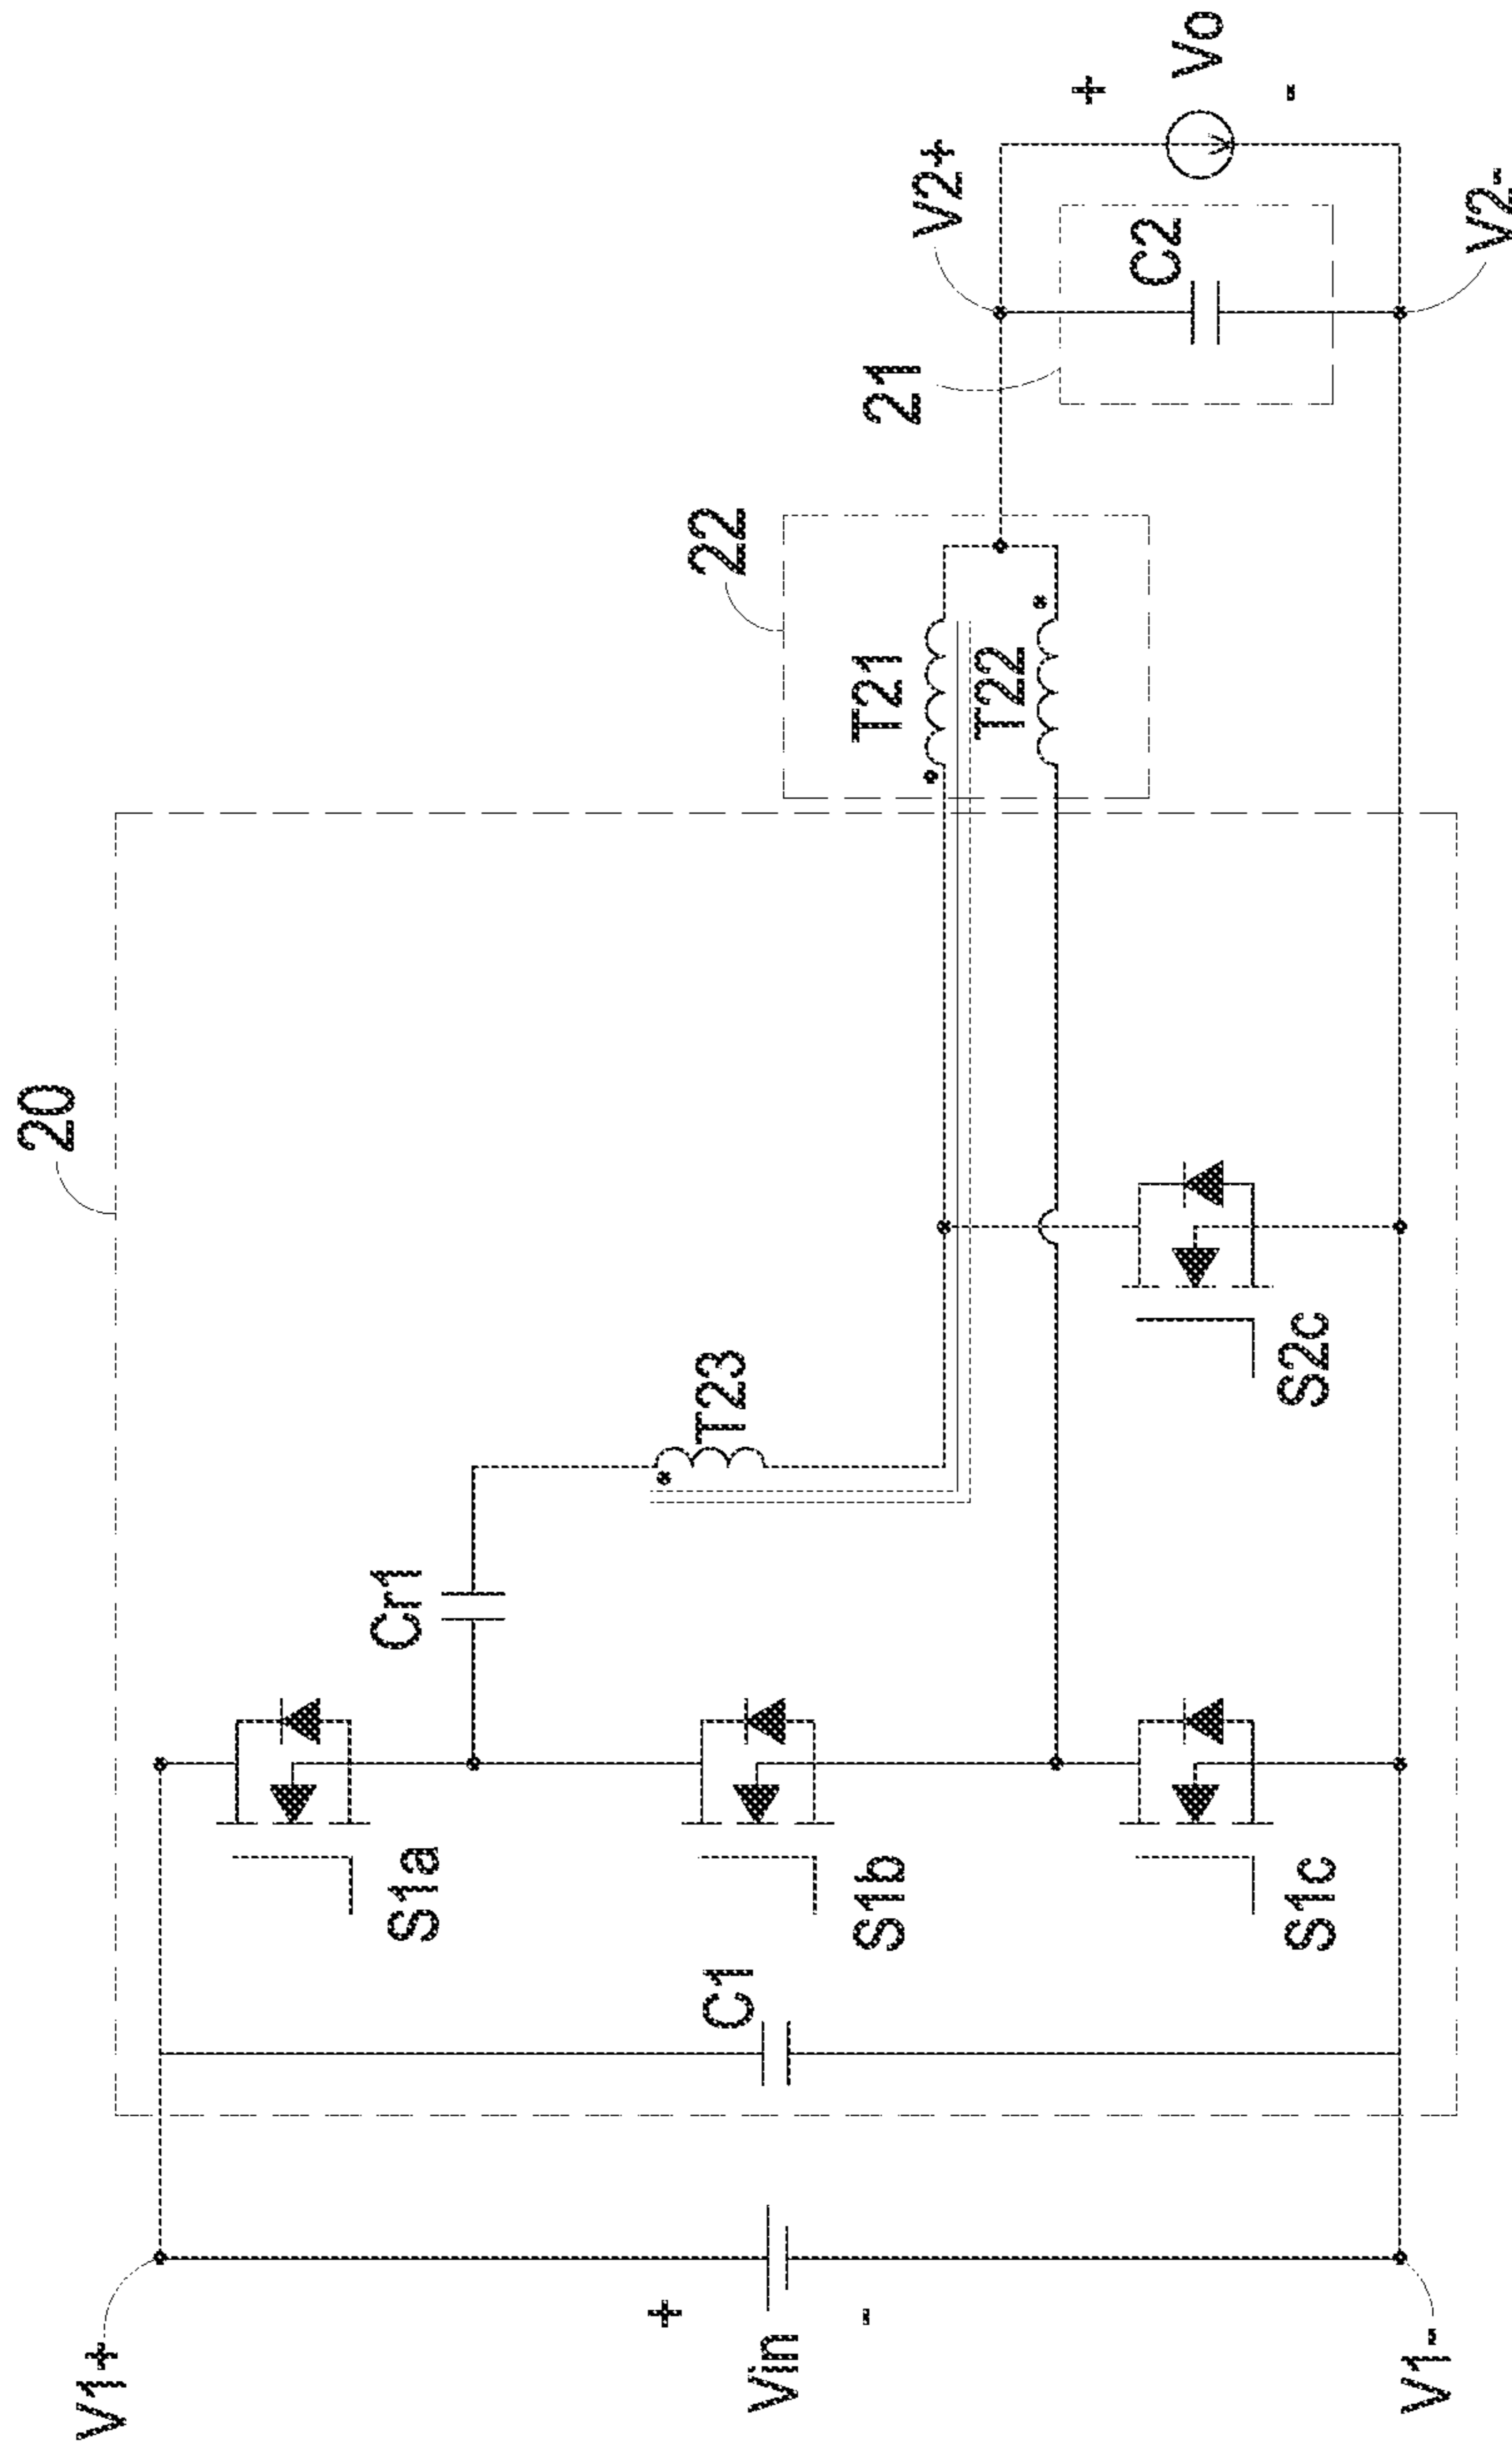 20
V1+
Vin
+
-
V1-
C1
S1a
S1b
S1c
Cr1
T23
S2c
22
T21
T22
21
V2+
C2
V2-
+
Vo
-